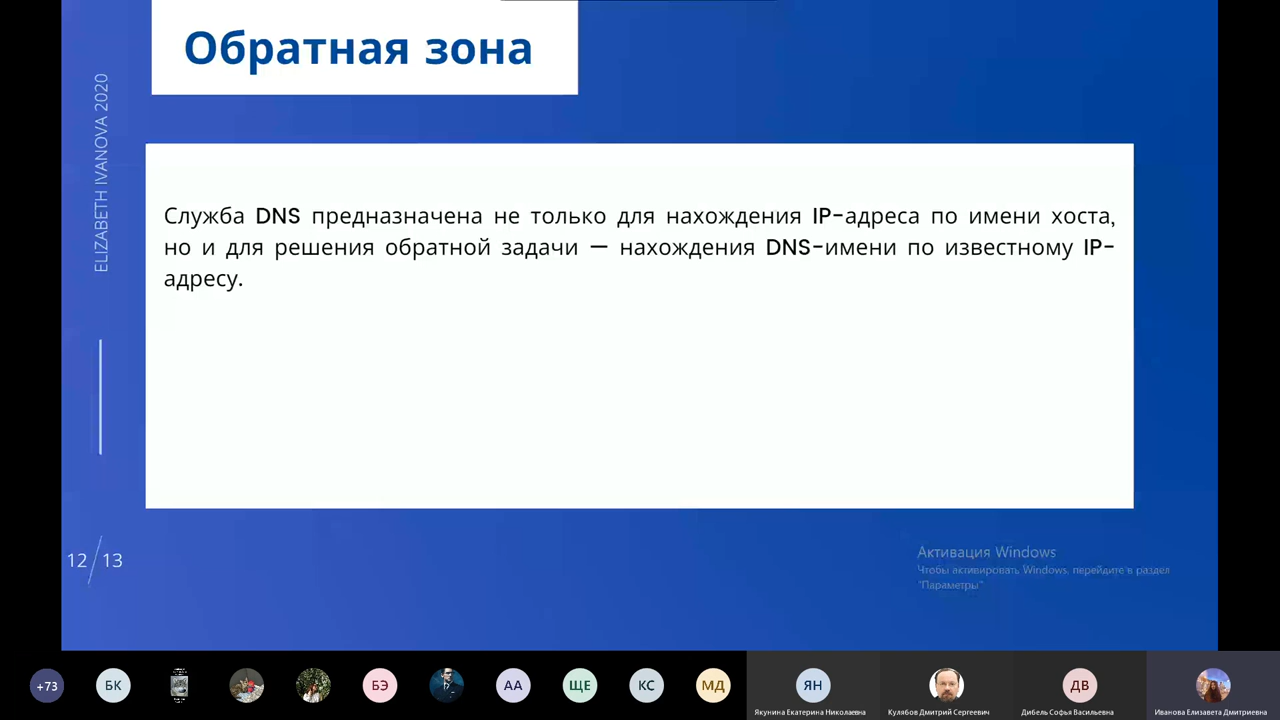 Обратная зона
ELIZABETH IVANOVA 2020
Служба DNS предназначена не только для нахождения IP-адреса по имени хоста,
но и для решения обратной задачи — нахождения DNS-имени по известному IP-
адресу.
12/13
Активация Windows
Чтобы активировать Windows, перейдите в раздел
"Параметры"
+73
БК
БЭ
АА
ЩЕ
КС
МД
ЯН
ДВ
Якунина Екатерина Николаевна
Кулябов Дмитрий Сергеевич
Дибель Софья Васильевна
Иванова Елизавета Дмитриевна